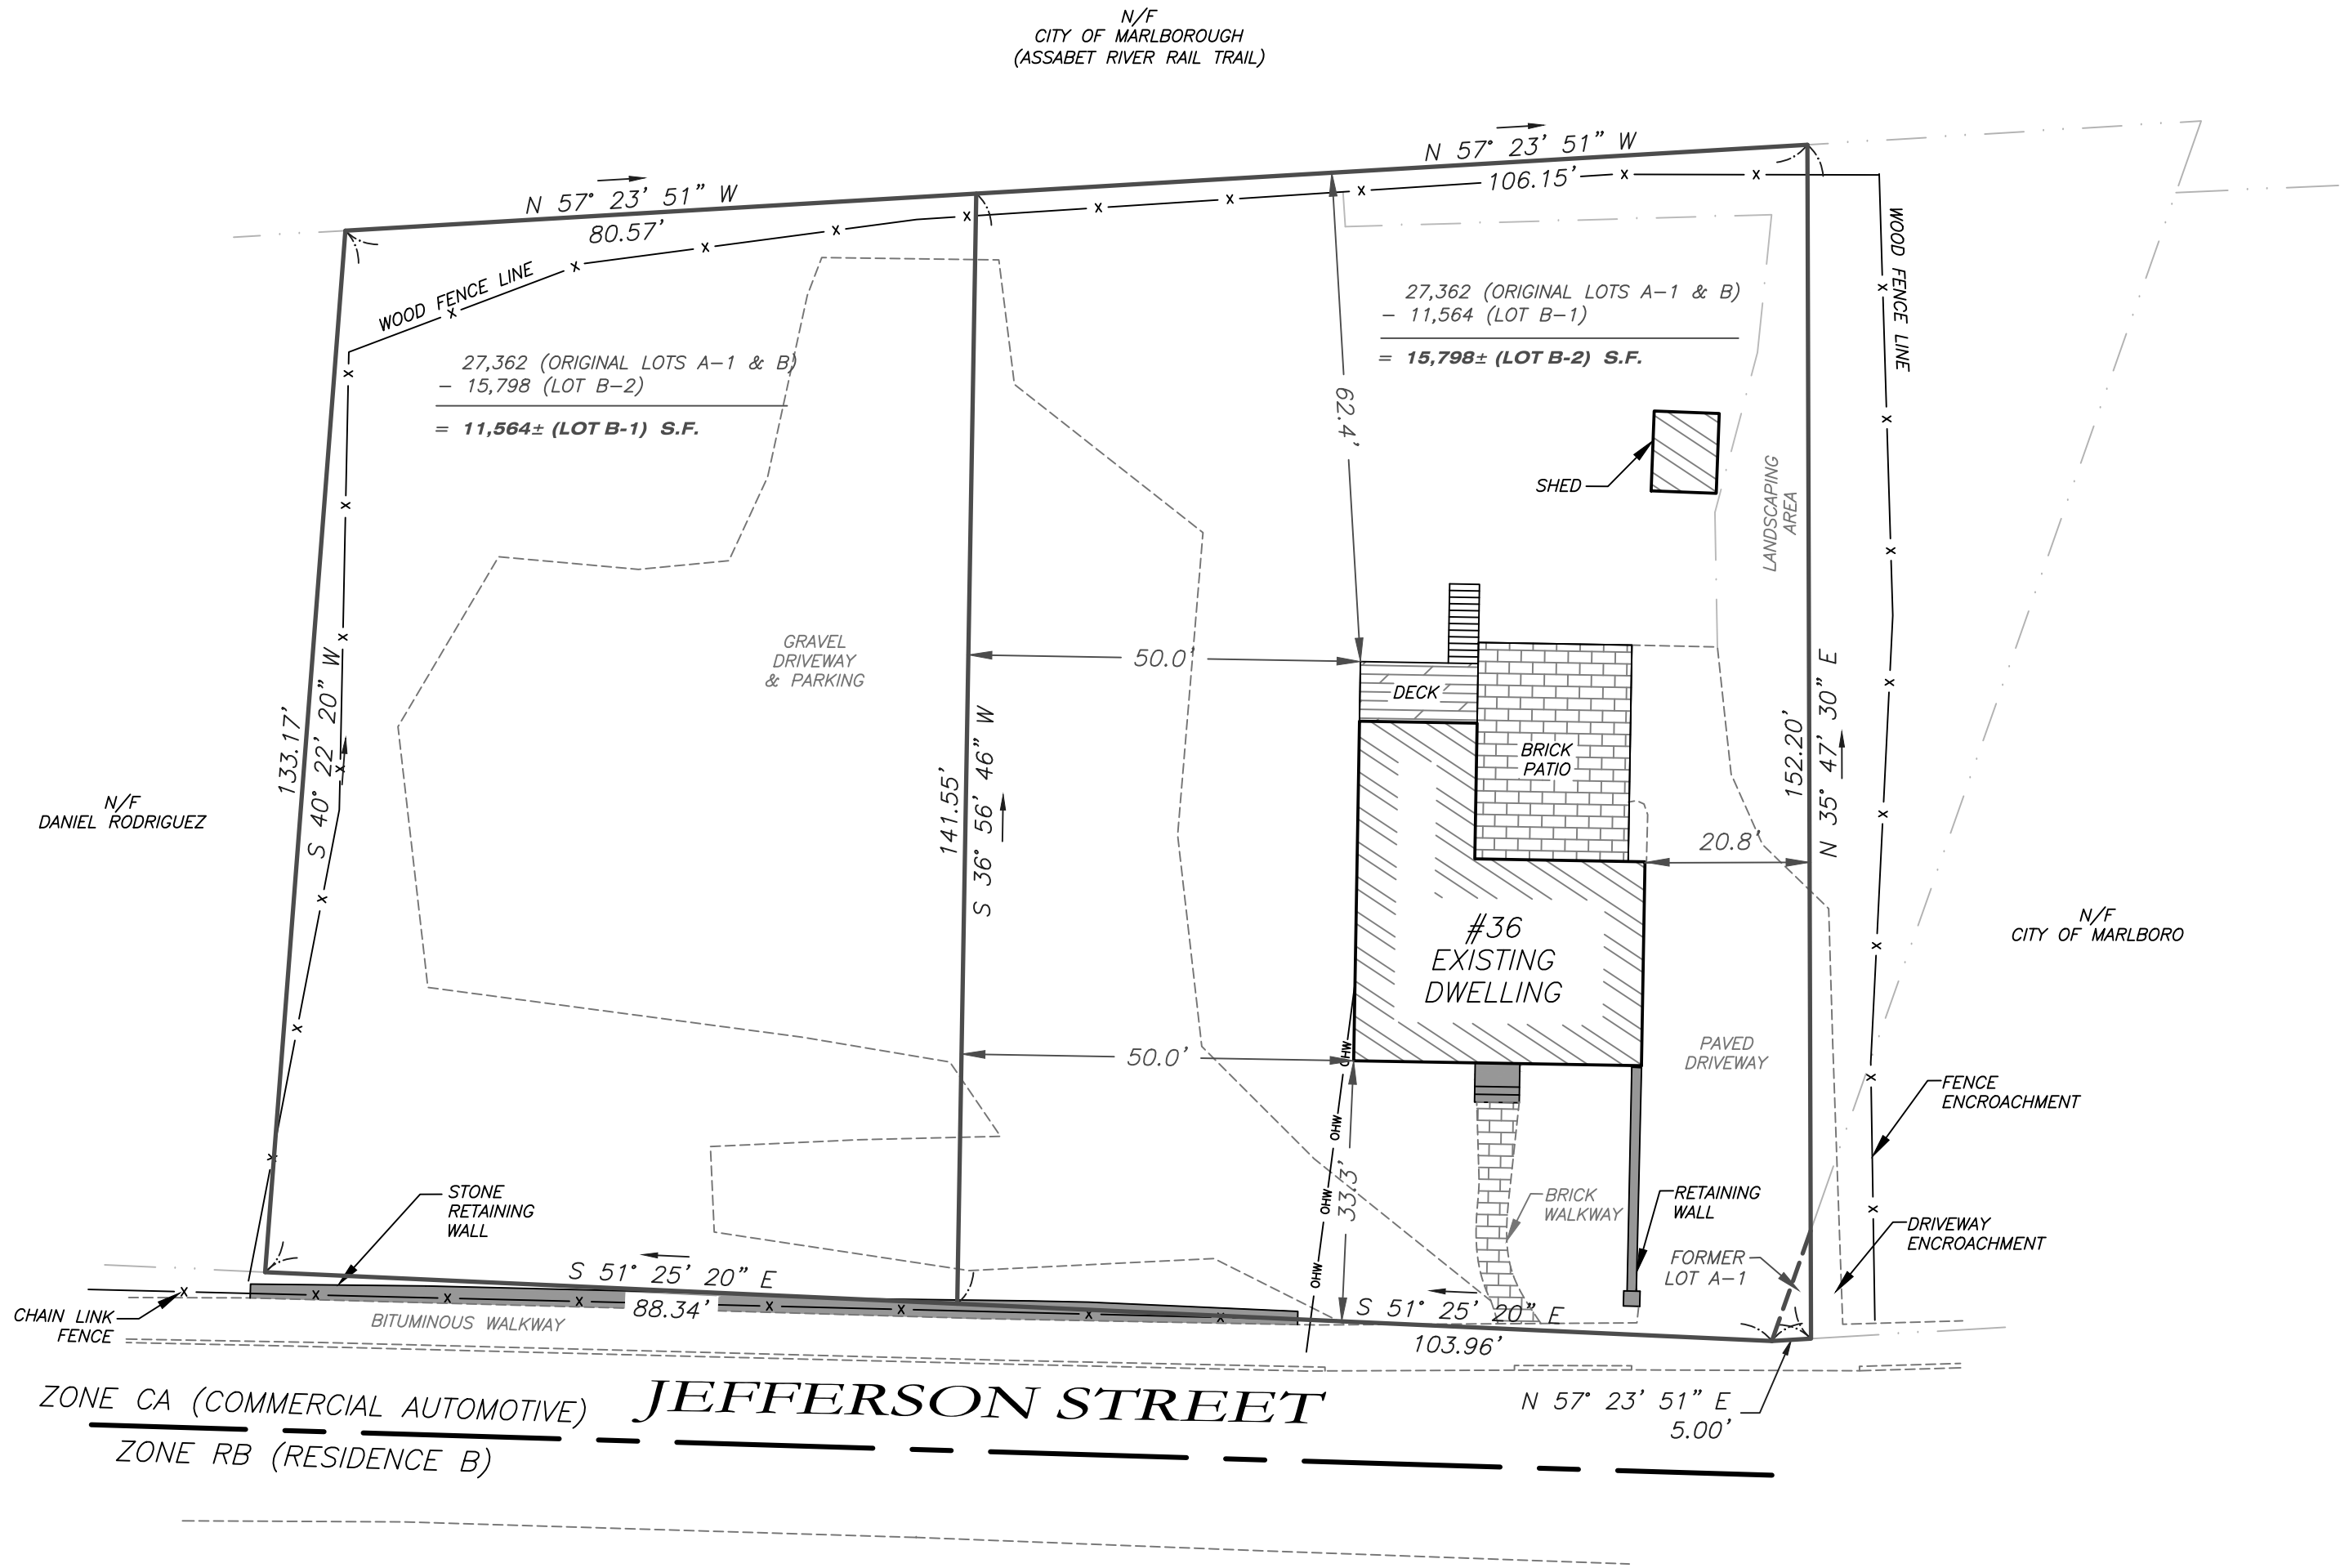 N/F
CITY OF MARLBOROUGH
(ASSABET RIVER RAIL TRAIL)
N 57° 23' 51" W
80.57'
N 57° 23' 51" W
106.15'
WOOD FENCE LINE
WOOD FENCE LINE
27,362 (ORIGINAL LOTS A-1 & B)
- 15,798 (LOT B-2)
= 11,564± (LOT B-1) S.F.
27,362 (ORIGINAL LOTS A-1 & B)
- 11,564 (LOT B-1)
= 15,798± (LOT B-2) S.F.
62.4'
SHED
LANDSCAPING
AREA
GRAVEL
DRIVEWAY
& PARKING
50.0'
DECK
BRICK
PATIO
133.17'
S 40° 22' 20" W
141.55'
S 36° 56' 46" W
152.20'
N 35° 47' 30" E
20.8'
N/F
DANIEL RODRIGUEZ
#36
EXISTING
DWELLING
N/F
CITY OF MARLBORO
50.0'
OHW
OHW
OHW
OHW
33.3'
PAVED
DRIVEWAY
FENCE
ENCROACHMENT
STONE
RETAINING
WALL
BRICK
WALKWAY
RETAINING
WALL
FORMER
LOT A-1
DRIVEWAY
ENCROACHMENT
S 51° 25' 20" E
88.34'
S 51° 25' 20" E
103.96'
CHAIN LINK
FENCE
BITUMINOUS WALKWAY
N 57° 23' 51" E
5.00'
JEFFERSON STREET
ZONE CA (COMMERCIAL AUTOMOTIVE)
ZONE RB (RESIDENCE B)